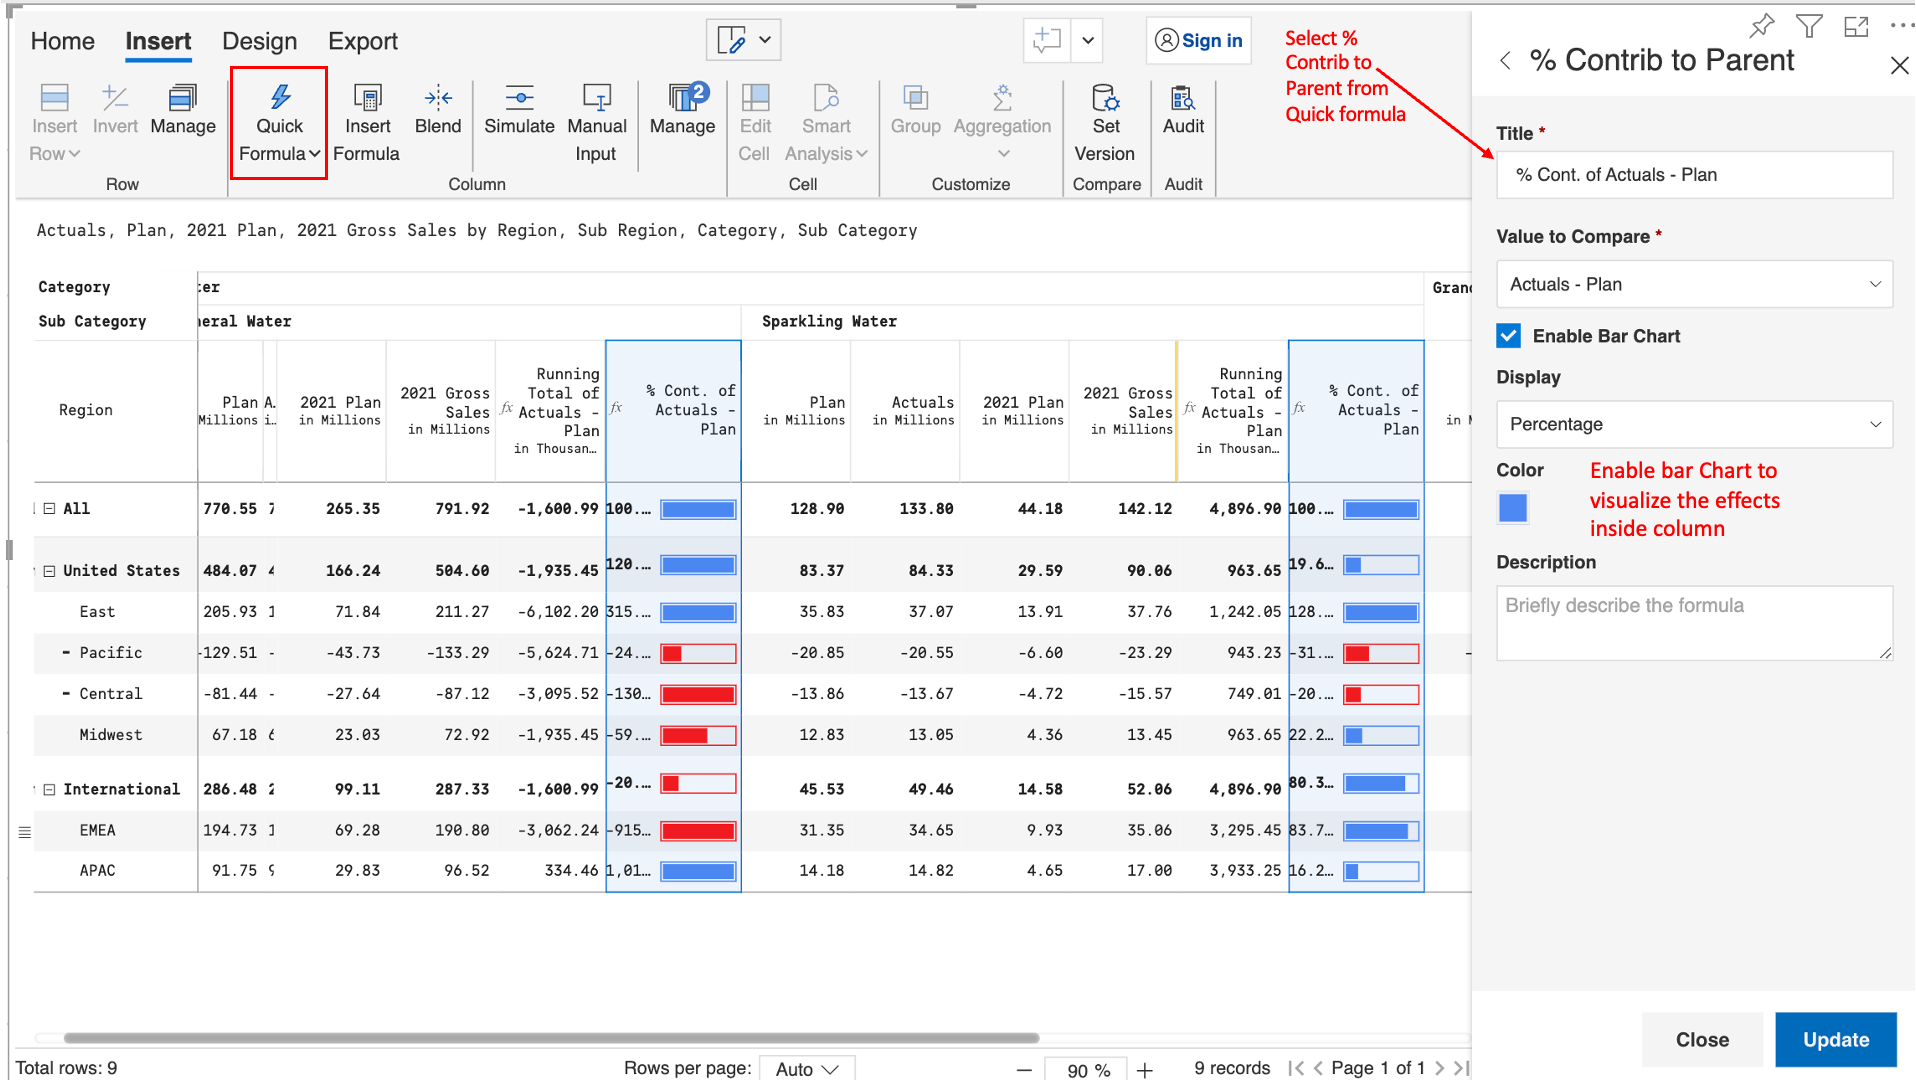 Home Insert Design Export
Sign in
Insert Row
Invert
Manage
Row
Quick Formula
Insert Formula
Blend
Simulate
Manual Input
Column
2
Manage
Edit Cell
Smart Analysis
Cell
Group
Aggregation
Customize
Set Version
Compare
Audit
Audit
Select %
Contrib to
Parent from
Quick formula
% Contrib to Parent
Title *
% Cont. of Actuals - Plan
Value to Compare *
Actuals - Plan
Enable Bar Chart
Display
Percentage
Color
Enable bar Chart to
visualize the effects
inside column
Description
Briefly describe the formula
Close Update
Actuals, Plan, 2021 Plan, 2021 Gross Sales by Region, Sub Region, Category, Sub Category
Category
Sub Category Sparkling Water
Region
Plan Millions
A.. i...
2021 Plan in Millions
2021 Gross Sales in Millions
fx Running Total of Actuals - Plan in Thousan…
fx % Cont. of Actuals - Plan
Plan in Millions
Actuals in Millions
2021 Plan in Millions
2021 Gross Sales in Millions
fx Running Total of Actuals - Plan in Thousan…
fx % Cont. of Actuals - Plan
All 770.55 265.35 791.92 -1,600.99 100.… 128.90 133.80 44.18 142.12 4,896.90 100.…
United States 484.07 166.24 504.60 -1,935.45 120.… 83.37 84.33 29.59 90.06 963.65 19.6…
East 205.93 71.84 211.27 -6,102.20 315.… 35.83 37.07 13.91 37.76 1,242.05 128.…
- Pacific -129.51 -43.73 -133.29 -5,624.71 -24.… -20.85 -20.55 -6.60 -23.29 943.23 -31.…
- Central -81.44 -27.64 -87.12 -3,095.52 -130… -13.86 -13.67 -4.72 -15.57 749.01 -20.…
Midwest 67.18 23.03 72.92 -1,935.45 -59.… 12.83 13.05 4.36 13.45 963.65 22.2…
International 286.48 99.11 287.33 -1,600.99 -20.… 45.53 49.46 14.58 52.06 4,896.90 80.3…
EMEA 194.73 69.28 190.80 -3,062.24 -915… 31.35 34.65 9.93 35.06 3,295.45 83.7…
APAC 91.75 29.83 96.52 334.46 1,01… 14.18 14.82 4.65 17.00 3,933.25 16.2…
Total rows: 9 Rows per page: Auto 90 % 9 records Page 1 of 1